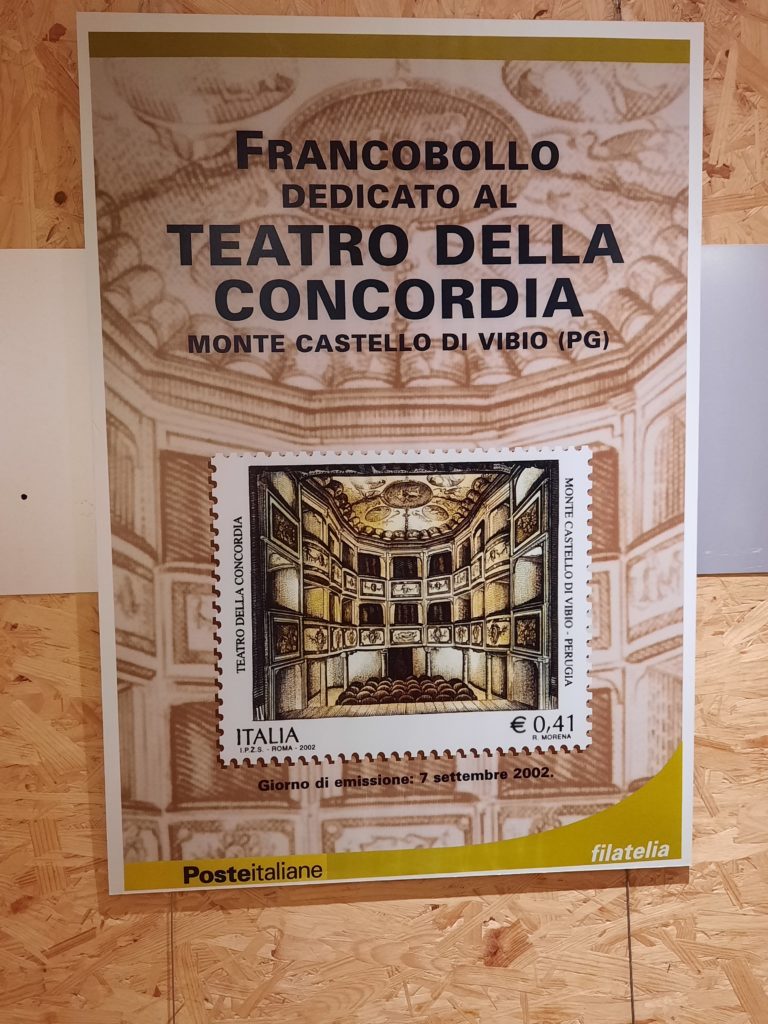 FRANCOBOLLO
DEDICATO AL
TEATRO DELLA
CONCORDIA
MONTE CASTELLO DI VIBIO (PG)
TEATRO DELLA CONCORDIA
MONTE CASTELLO DI VIBIO - PERUGIA
ITALIA
I.P.Z.S. - ROMA - 2002
€ 0,41
R. MORENA
Giorno di emissione: 7 settembre 2002.
Posteitaliane
filatelia